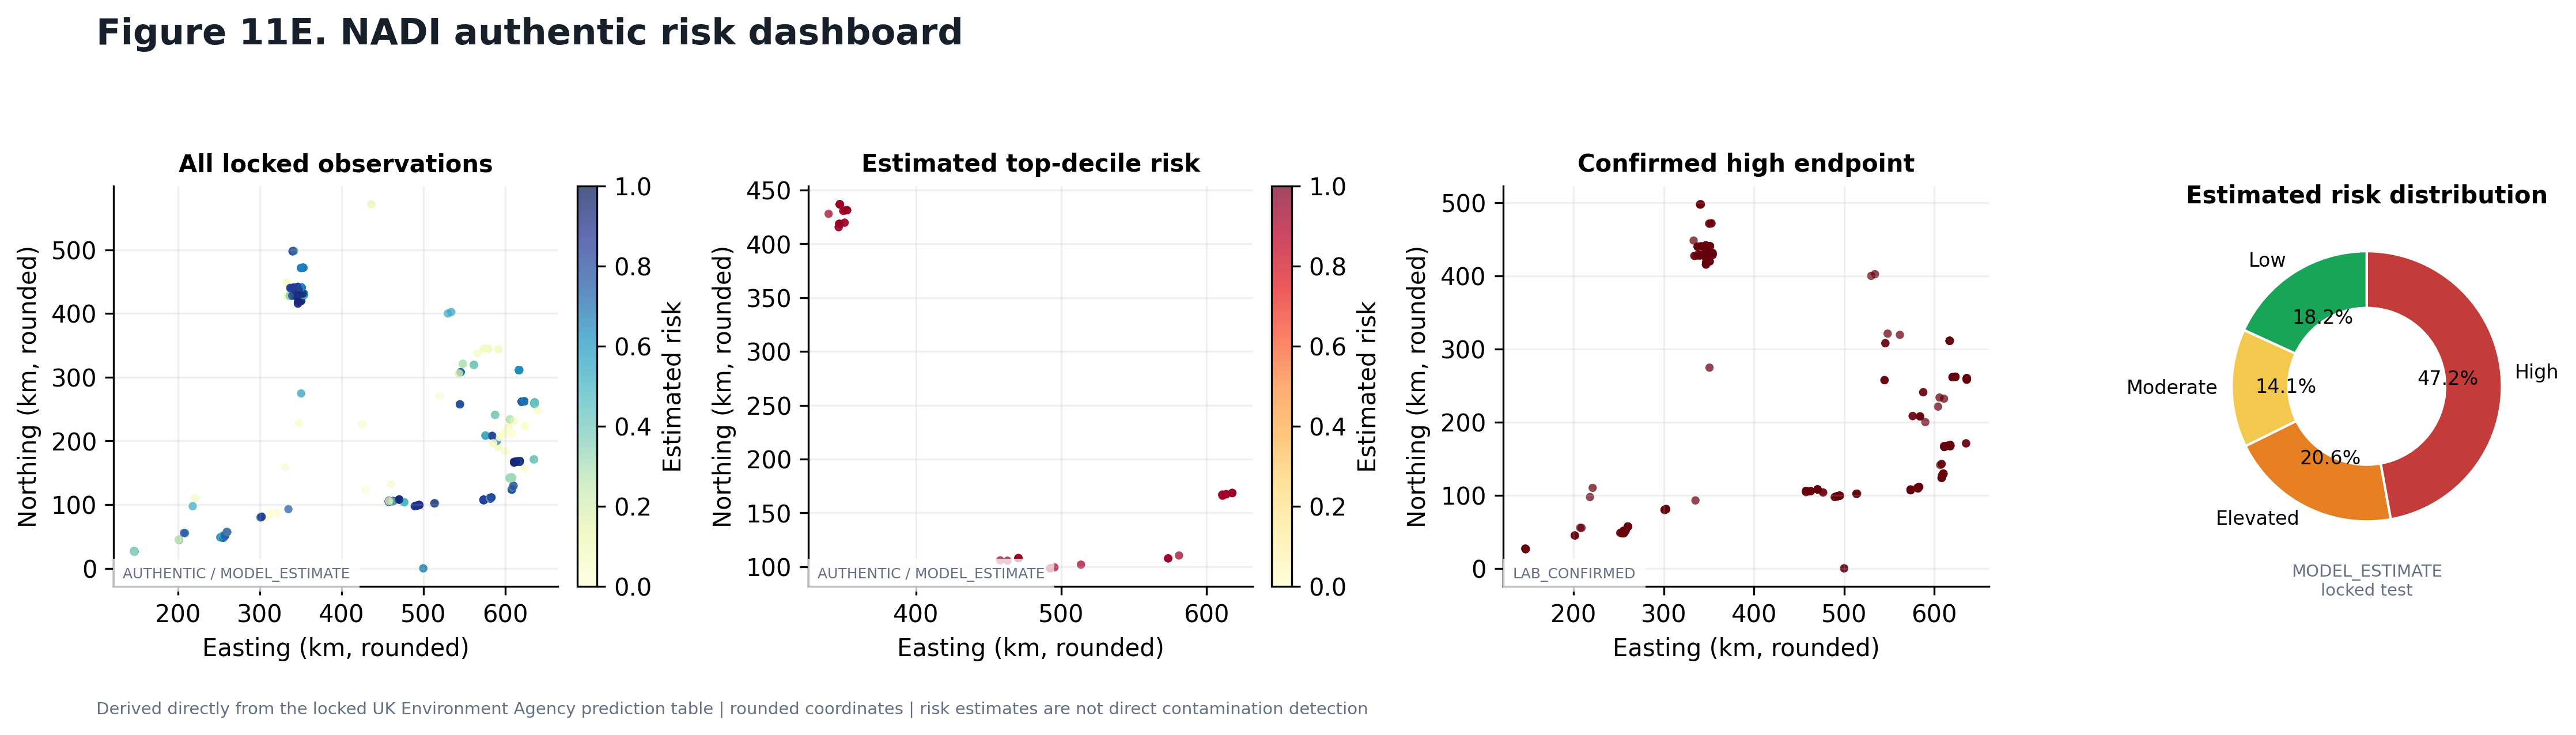 Figure 11E. NADI authentic risk dashboard
All locked observations
Northing (km, rounded)
500
400
300
200
100
0
AUTHENTIC / MODEL_ESTIMATE
200 300 400 500 600
Easting (km, rounded)
1.0
0.8
0.6
0.4
0.2
0.0
Estimated risk
Estimated top-decile risk
Northing (km, rounded)
450
400
350
300
250
200
150
100
AUTHENTIC / MODEL_ESTIMATE
400 500 600
Easting (km, rounded)
1.0
0.8
0.6
0.4
0.2
0.0
Estimated risk
Confirmed high endpoint
Northing (km, rounded)
500
400
300
200
100
0
LAB_CONFIRMED
200 300 400 500 600
Easting (km, rounded)
Estimated risk distribution
Low
18.2%
Moderate
14.1%
Elevated
20.6%
High
47.2%
MODEL_ESTIMATE
locked test
Derived directly from the locked UK Environment Agency prediction table | rounded coordinates | risk estimates are not direct contamination detection